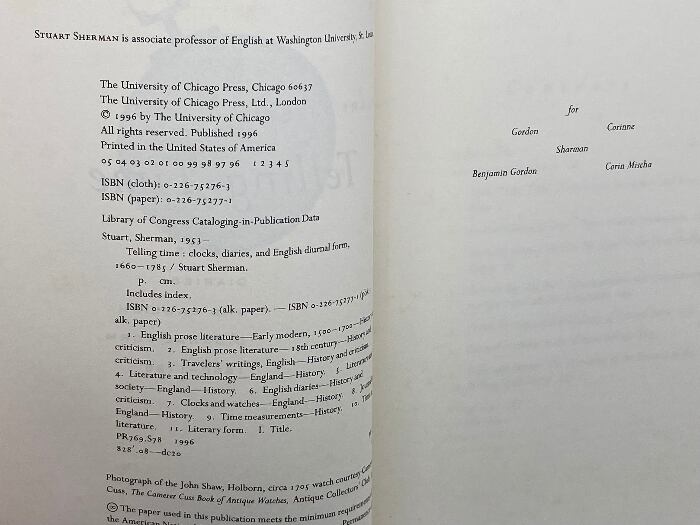 STUART SHERMAN is associate professor of English at Washington University, St. Louis
The University of Chicago Press, Chicago 60637
The University of Chicago Press, Ltd., London
© 1996 by The University of Chicago
All rights reserved. Published 1996
Printed in the United States of America
05 04 03 02 01 00 99 98 97 96 1 2 3 4 5
ISBN (cloth): 0-226-75276-3
ISBN (paper): 0-226-75277-1
Library of Congress Cataloging-in-Publication Data
Stuart, Sherman, 1953–
Telling time : clocks, diaries, and English diurnal form,
1660–1785 / Stuart Sherman.
p. cm.
Includes index.
ISBN 0-226-75276-3 (alk. paper). — ISBN 0-226-75277-1 (pbk.
alk. paper)
1. English prose literature—Early modern, 1500–1700—History
criticism. 2. English prose literature—18th century—History and
criticism. 3. Travelers' writings, English—History and criticism.
4. Literature and technology—England—History. 5. Literature
society—England—History. 6. English diaries—History and
criticism. 7. Clocks and watches—England—History. 8.
England—History. 9. Time measurements—History. 10.
literature. 11. Literary form. I. Title.
PR769.S78 1996
828'.08—dc20
Photograph of the John Shaw, Holborn, circa 1705 watch courtesy
Cuss, The Camerer Cuss Book of Antique Watches, Antique Collectors' Club
The paper used in this publication meets the minimum
the American
for
Gordon Corinne
Sharman
Benjamin Gordon Corin Mischa